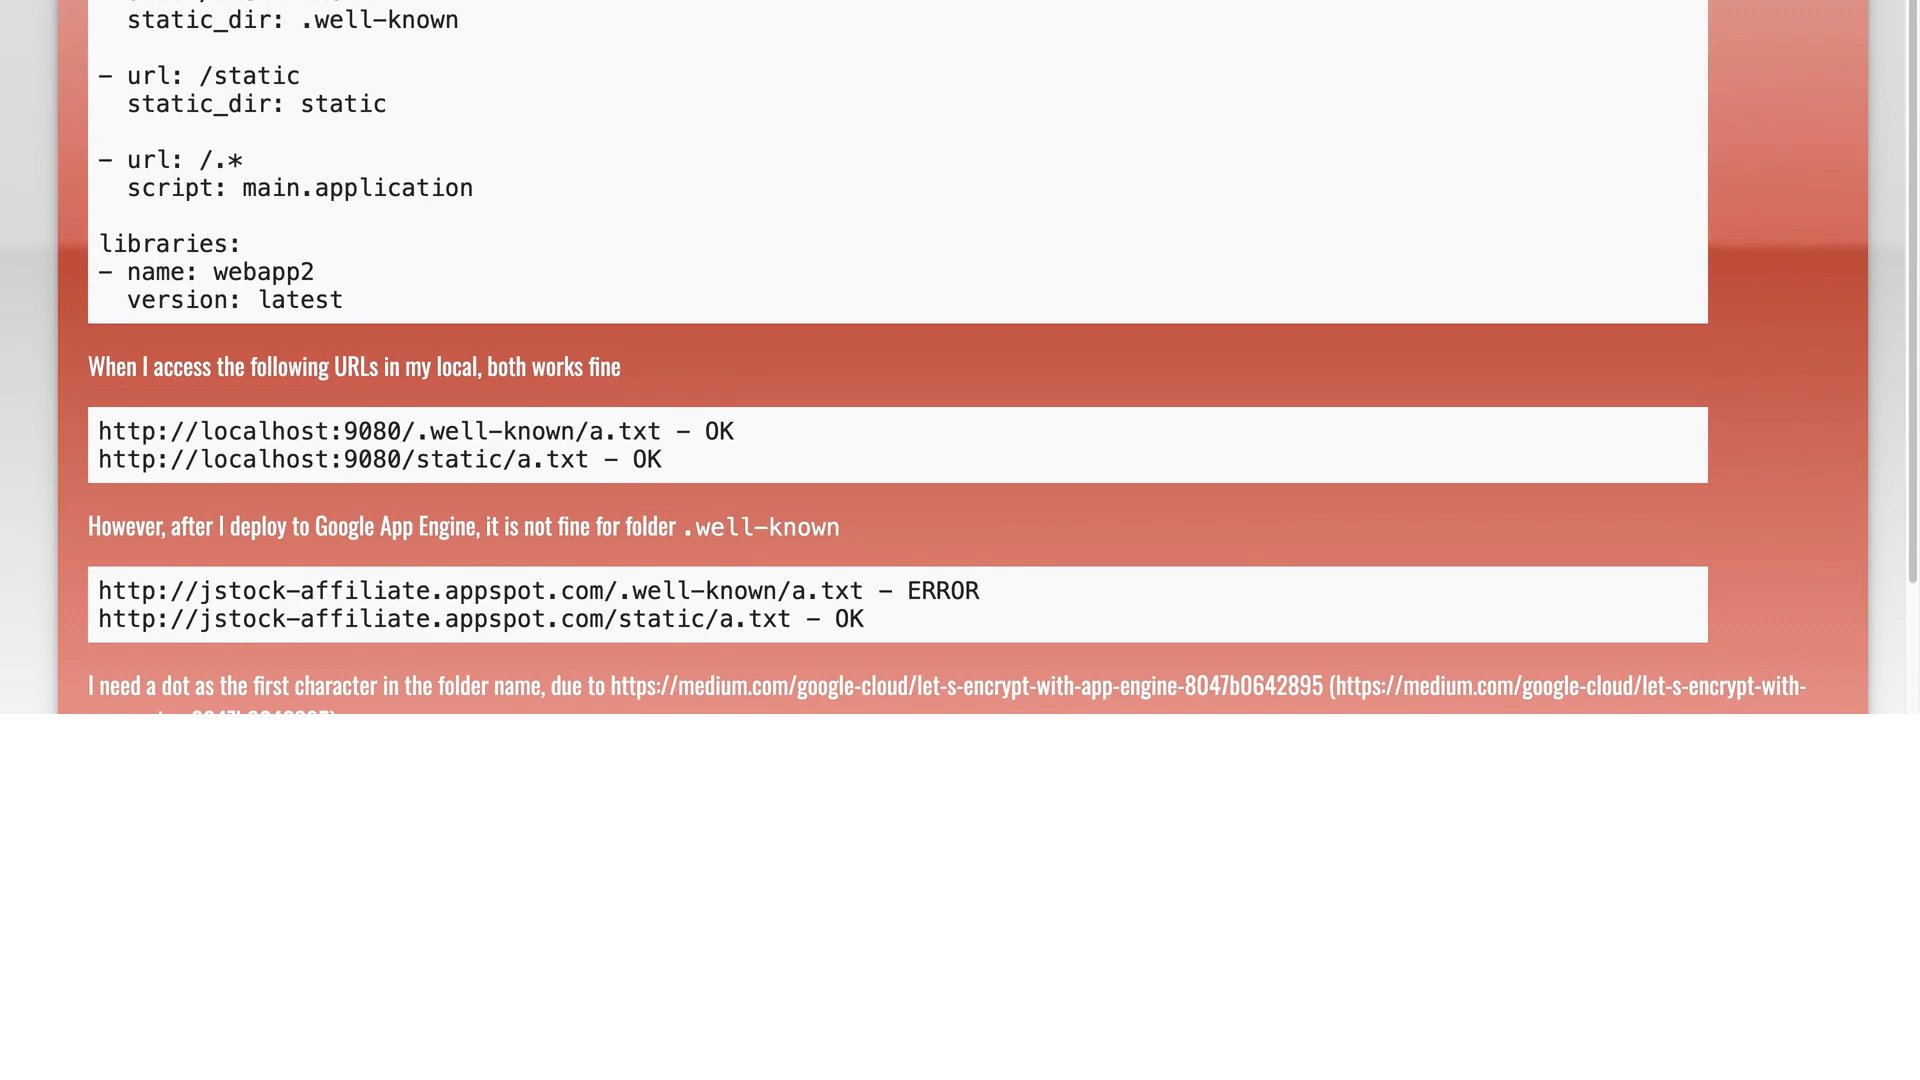 static_dir: .well-known
- url: /static
static_dir: static
- url: /.*
script: main.application
libraries:
- name: webapp2
version: latest
When I access the following URLs in my local, both works fine
http://localhost:9080/.well-known/a.txt - OK
http://localhost:9080/static/a.txt - OK
However, after I deploy to Google App Engine, it is not fine for folder .well-known
http://jstock-affiliate.appspot.com/.well-known/a.txt - ERROR
http://jstock-affiliate.appspot.com/static/a.txt - OK
I need a dot as the first character in the folder name, due to https://medium.com/google-cloud/let-s-encrypt-with-app-engine-8047b0642895 (https://medium.com/google-cloud/let-s-encrypt-with-